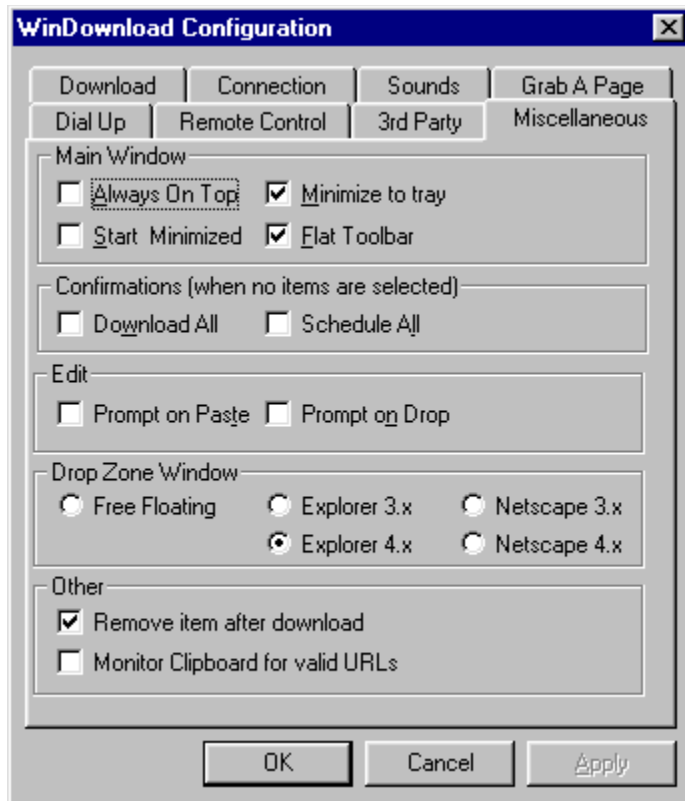 WinDownload Configuration
Download Connection Sounds Grab A Page
Dial Up Remote Control 3rd Party Miscellaneous
Main Window
Always On Top Minimize to tray
Start Minimized Flat Toolbar
Confirmations (when no items are selected)
Download All Schedule All
Edit
Prompt on Paste Prompt on Drop
Drop Zone Window
Free Floating Explorer 3.x Netscape 3.x
Explorer 4.x Netscape 4.x
Other
Remove item after download
Monitor Clipboard for valid URLs
OK Cancel Apply